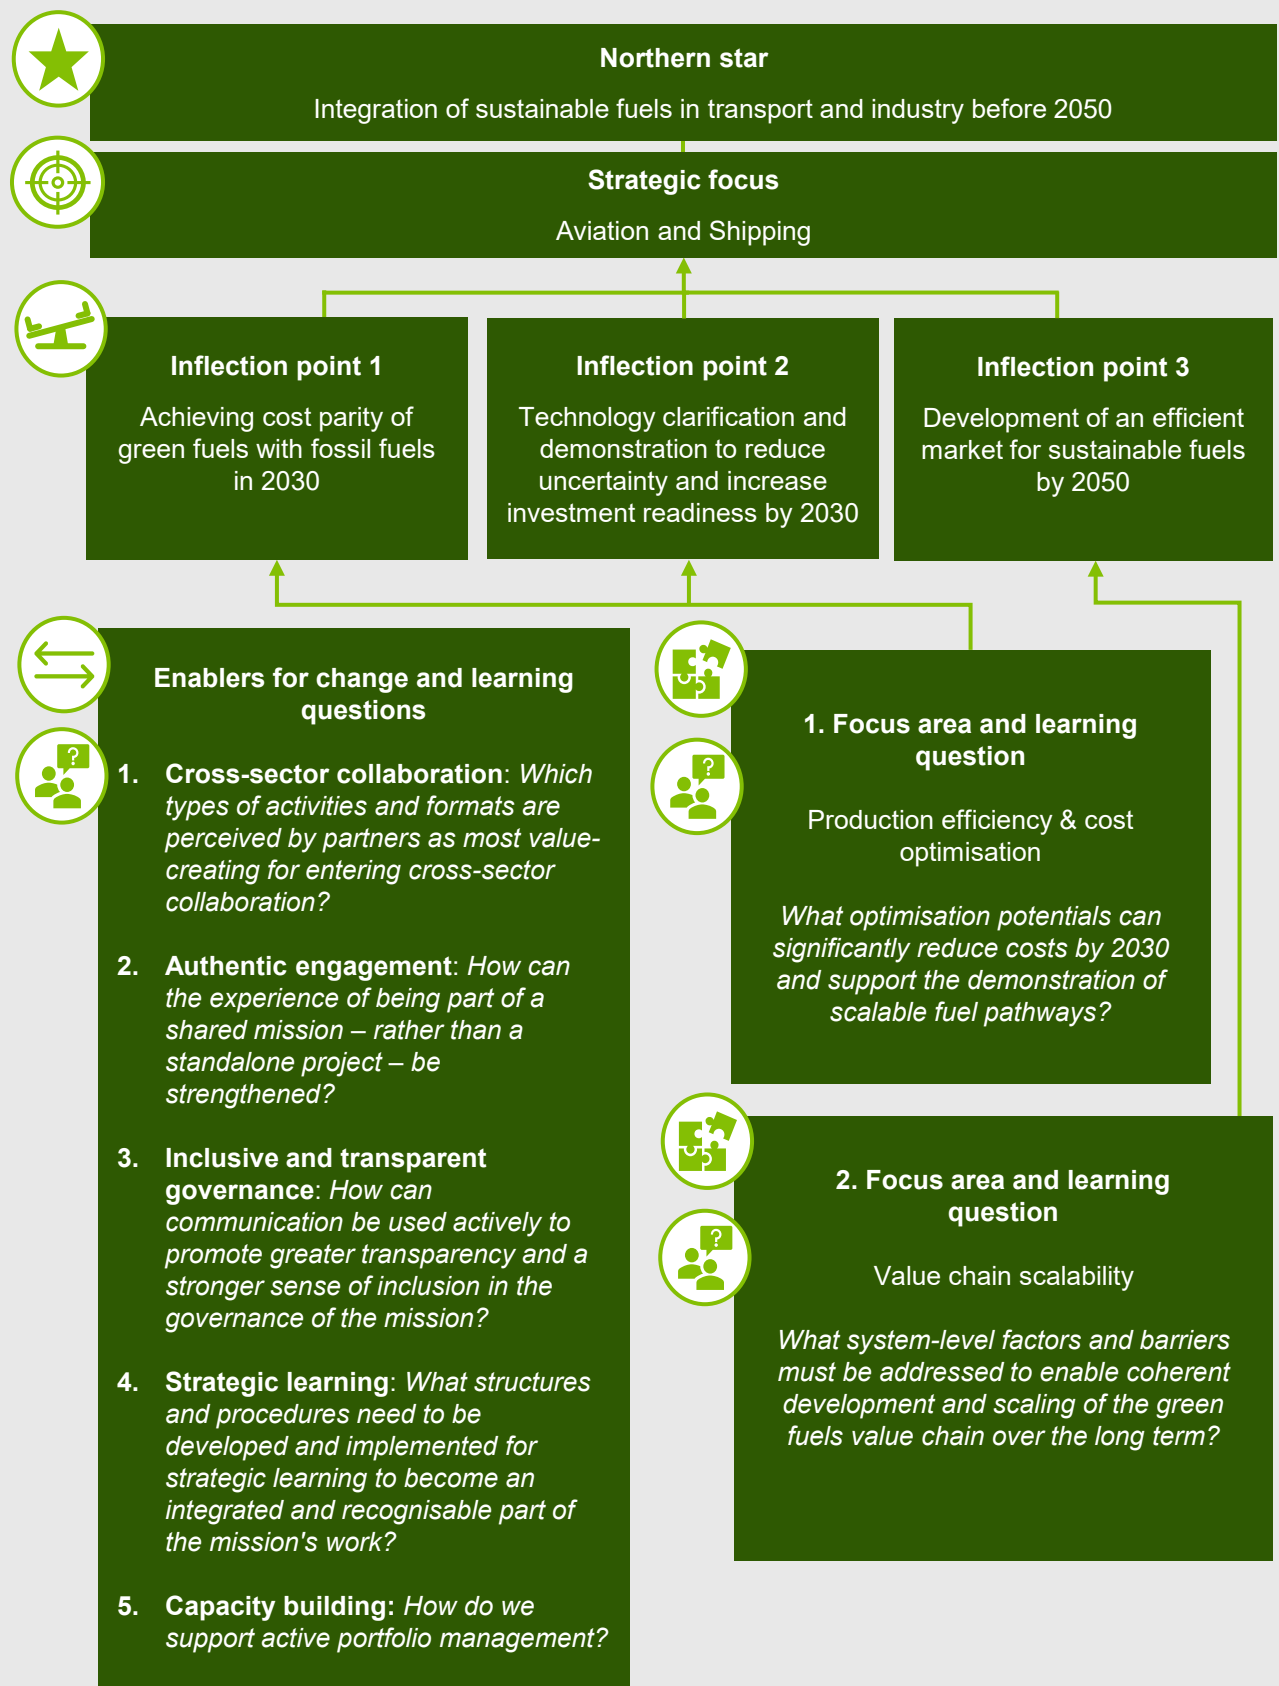 Northern star
Integration of sustainable fuels in transport and industry before 2050
Strategic focus
Aviation and Shipping
Inflection point 1
Achieving cost parity of
green fuels with fossil fuels
in 2030
Inflection point 2
Technology clarification and
demonstration to reduce
uncertainty and increase
investment readiness by 2030
Inflection point 3
Development of an efficient
market for sustainable fuels
by 2050
Enablers for change and learning
questions
1. Cross-sector collaboration: Which
types of activities and formats are
perceived by partners as most value-
creating for entering cross-sector
collaboration?
2. Authentic engagement: How can
the experience of being part of a
shared mission – rather than a
standalone project – be
strengthened?
3. Inclusive and transparent
governance: How can
communication be used actively to
promote greater transparency and a
stronger sense of inclusion in the
governance of the mission?
4. Strategic learning: What structures
and procedures need to be
developed and implemented for
strategic learning to become an
integrated and recognisable part of
the mission's work?
5. Capacity building: How do we
support active portfolio management?
1. Focus area and learning
question
Production efficiency & cost
optimisation
What optimisation potentials can
significantly reduce costs by 2030
and support the demonstration of
scalable fuel pathways?
2. Focus area and learning
question
Value chain scalability
What system-level factors and barriers
must be addressed to enable coherent
development and scaling of the green
fuels value chain over the long term?
?
?
?